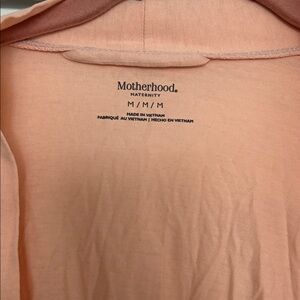 Motherhood.
MATERNITY
M / M / M
MADE IN VIETNAM
FABRIQUÉ AU VIETNAM | HECHO EN VIETNAM